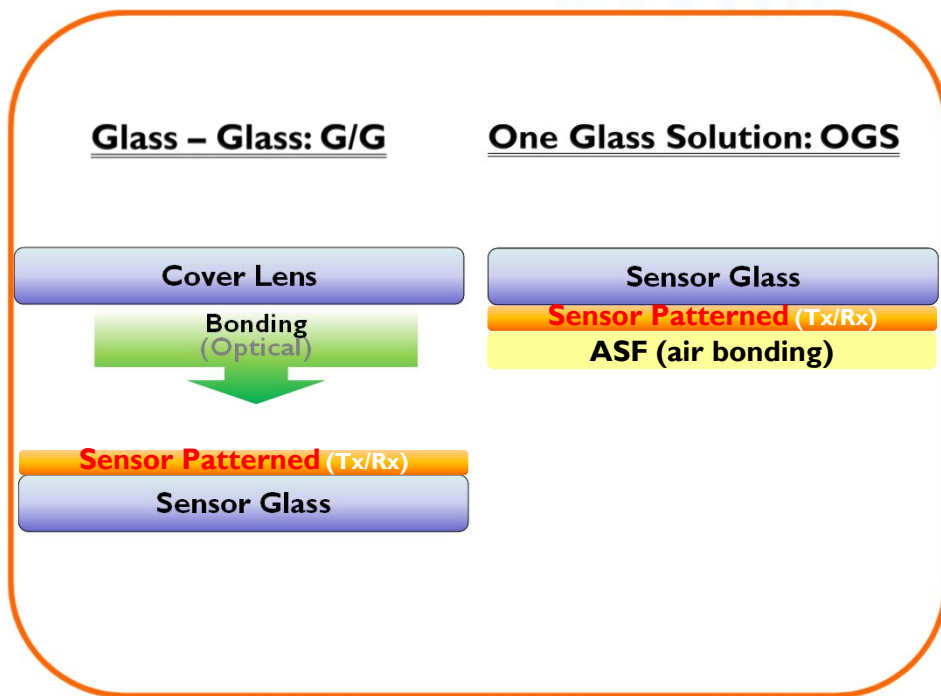 Glass – Glass: G/G
Cover Lens
Bonding
(Optical)
Sensor Patterned (Tx/Rx)
Sensor Glass
One Glass Solution: OGS
Sensor Glass
Sensor Patterned (Tx/Rx)
ASF (air bonding)